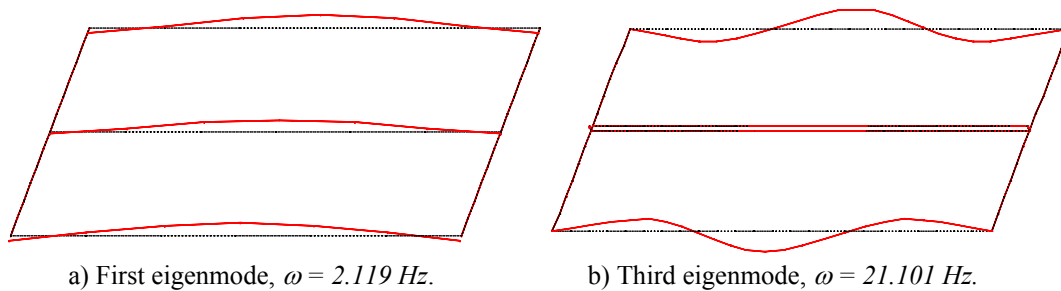 a) First eigenmode, ω = 2.119 Hz.
b) Third eigenmode, ω = 21.101 Hz.